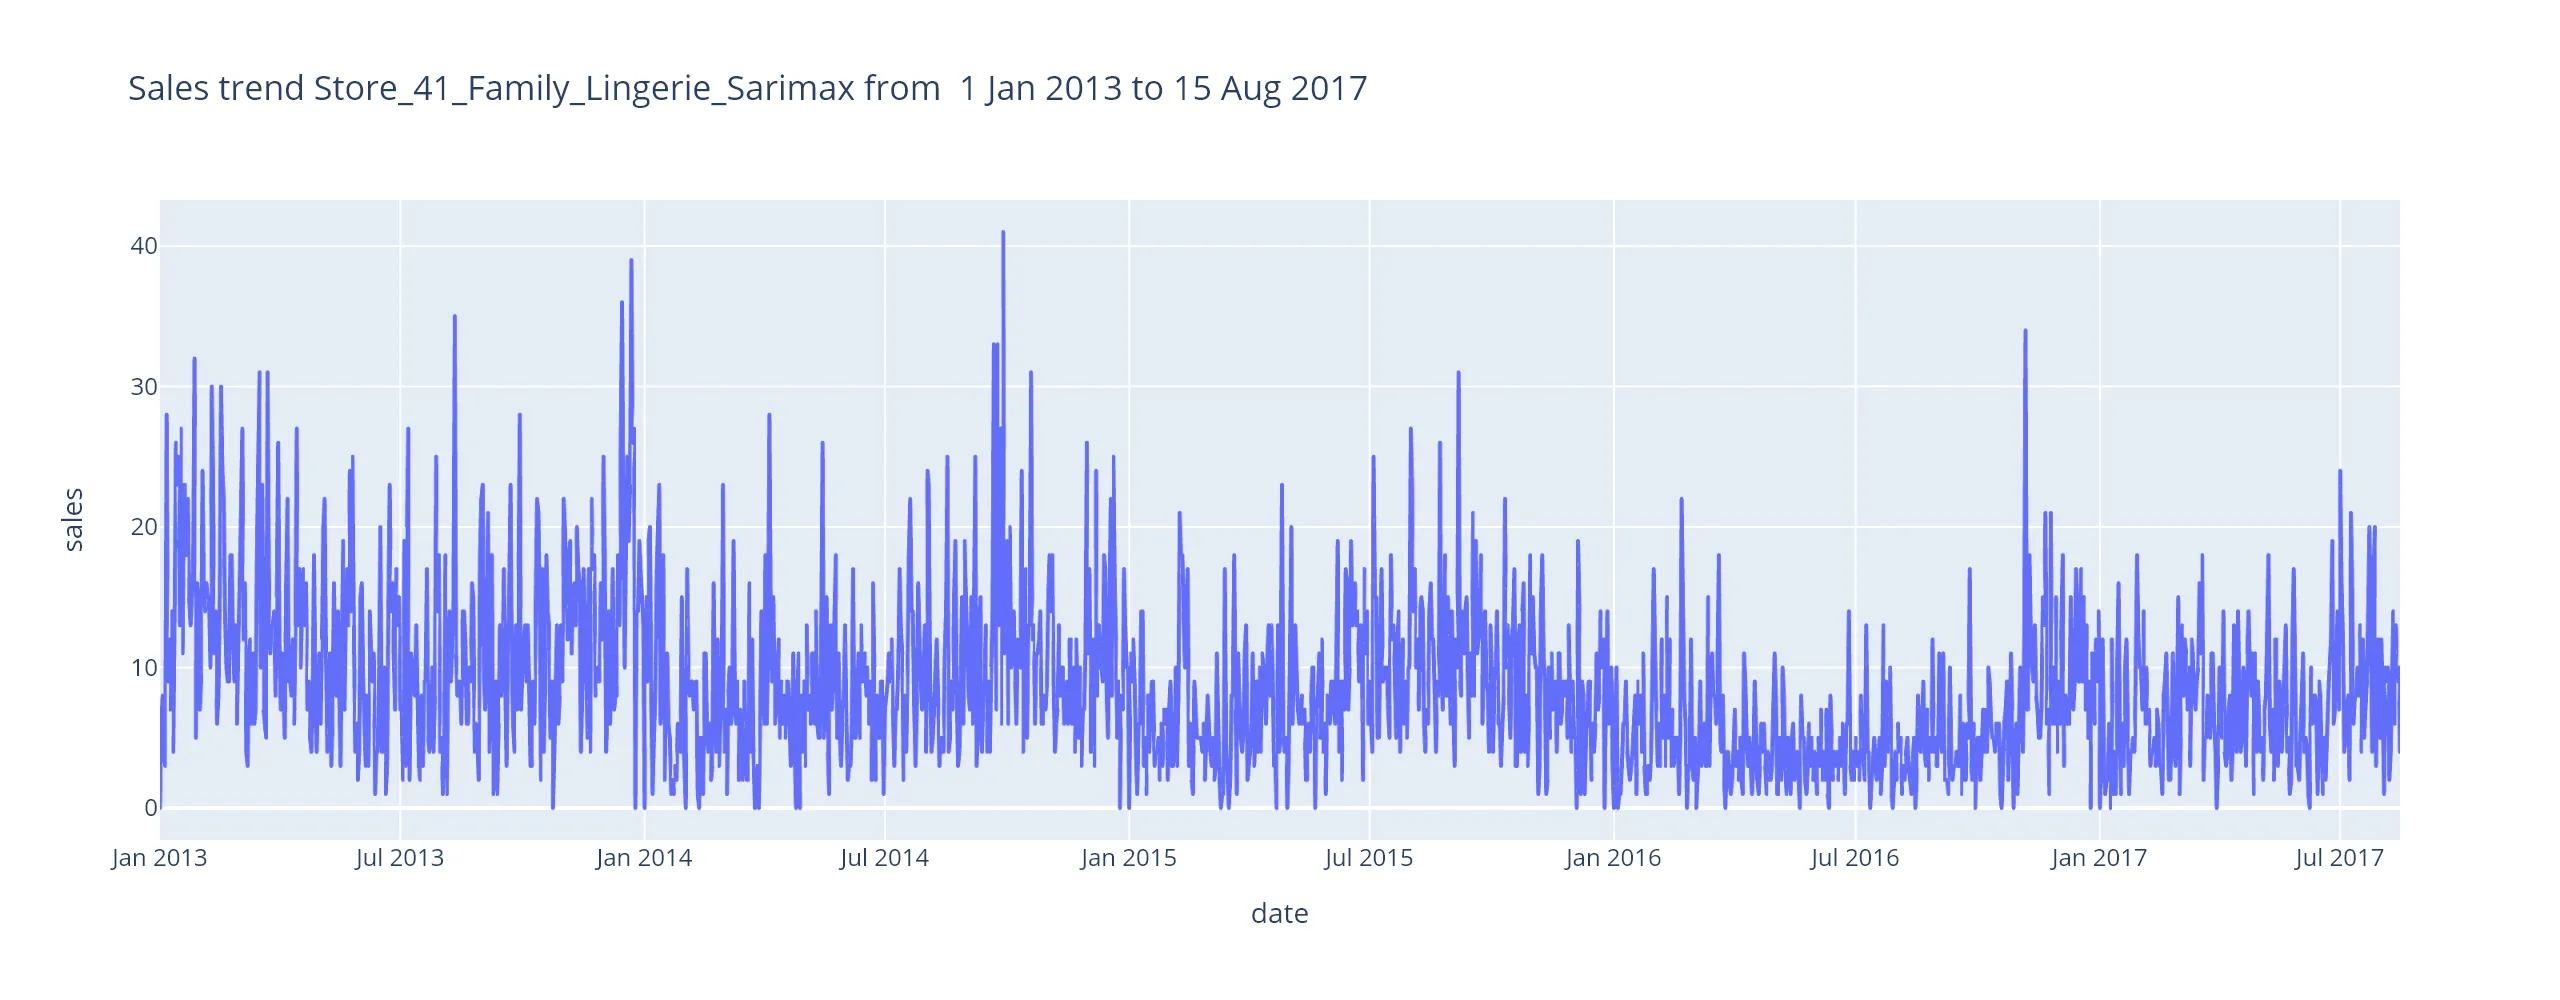 Sales trend Store_41_Family_Lingerie_Sarimax from  1 Jan 2013 to 15 Aug 2017
40
30
20
10
0
sales
Jan 2013 Jul 2013 Jan 2014 Jul 2014 Jan 2015 Jul 2015 Jan 2016 Jul 2016 Jan 2017 Jul 2017
date